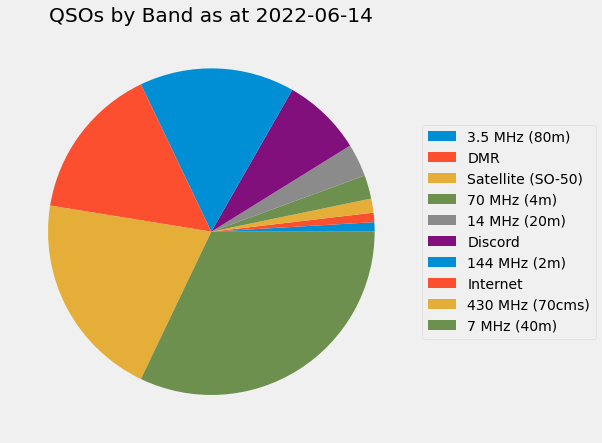 QSOs by Band as at 2022-06-14
3.5 MHz (80m)
DMR
Satellite (SO-50)
70 MHz (4m)
14 MHz (20m)
Discord
144 MHz (2m)
Internet
430 MHz (70cms)
7 MHz (40m)